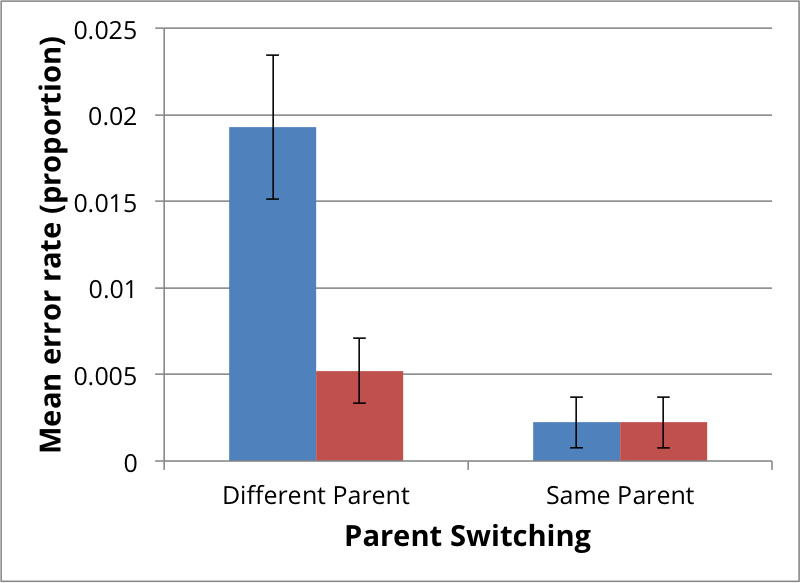 Mean error rate (proportion)
0.025
0.02
0.015
0.01
0.005
0
Different Parent
Same Parent
Parent Switching